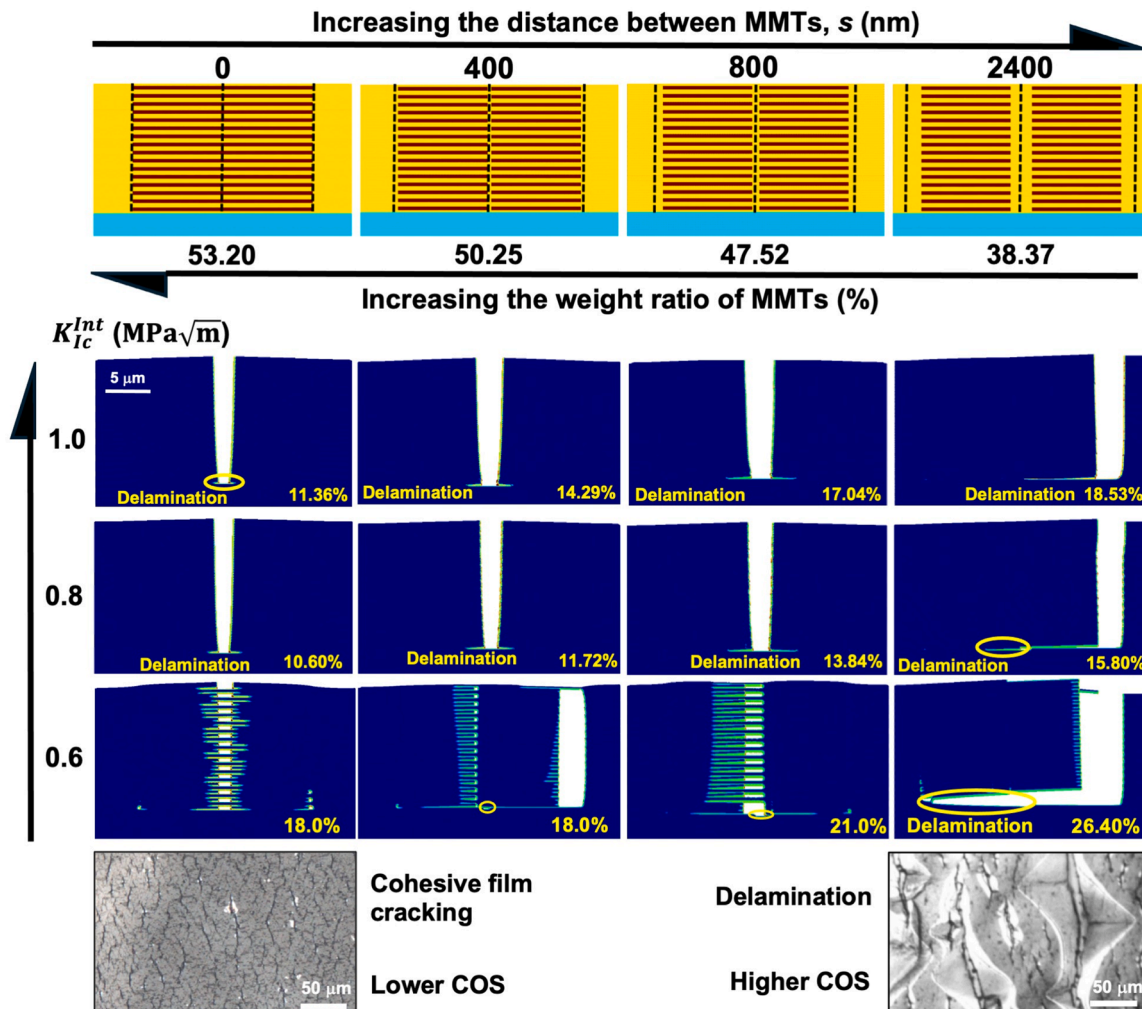 Increasing the distance between MMTs, s (nm)
0 400 800 2400
53.20 50.25 47.52 38.37
Increasing the weight ratio of MMTs (%)
K_{Ic}^{Int} (MPa√m)
5 μm
1.0
Delamination 11.36% Delamination 14.29% Delamination 17.04% Delamination 18.53%
0.8
Delamination 10.60% Delamination 11.72% Delamination 13.84% Delamination 15.80%
0.6
18.0% 18.0% 21.0% Delamination 26.40%
Cohesive film
cracking
Delamination
Lower COS
Higher COS
50 μm
50 μm